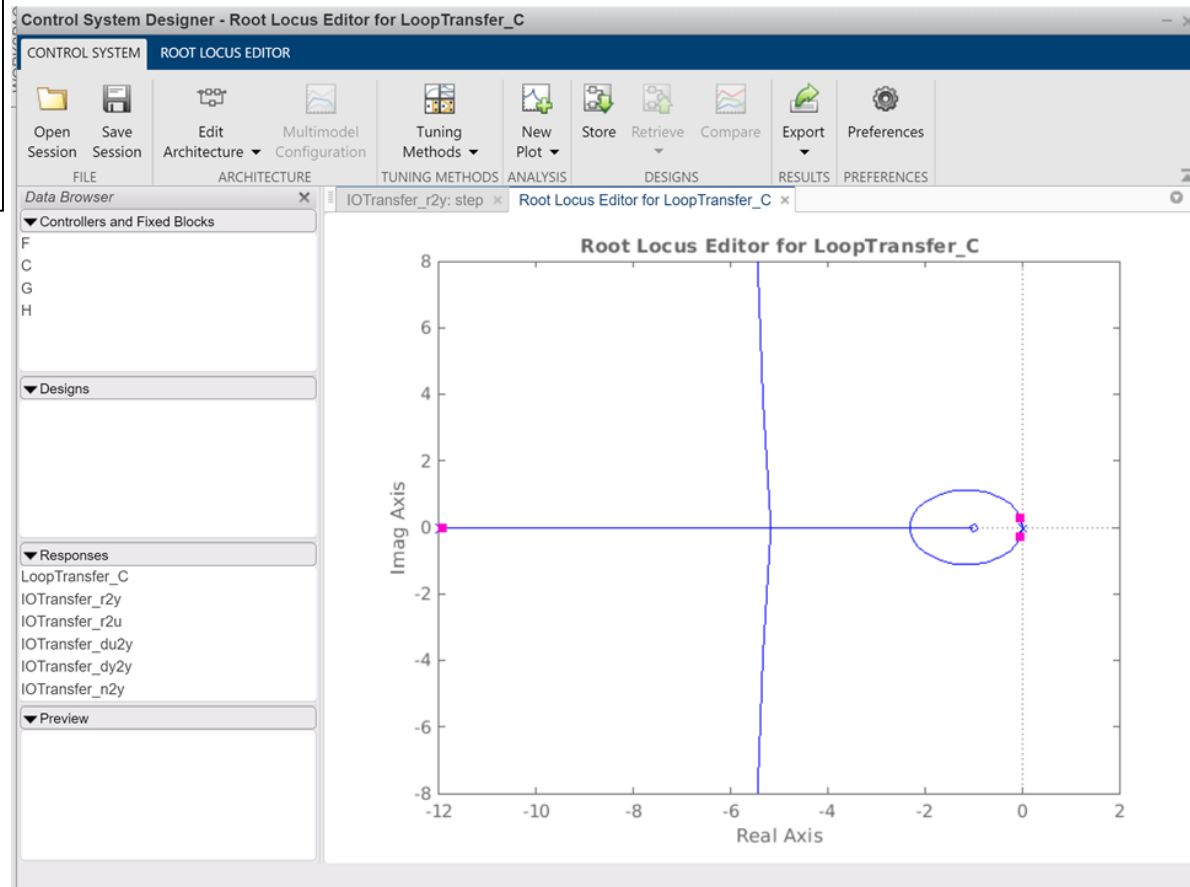 Control System Designer - Root Locus Editor for LoopTransfer_C
CONTROL SYSTEM ROOT LOCUS EDITOR
Open Session
Save Session
Edit Architecture
Multimodel Configuration
Tuning Methods
New Plot
Store
Retrieve
Compare
Export
Preferences
FILE ARCHITECTURE TUNING METHODS ANALYSIS DESIGNS RESULTS PREFERENCES
Data Browser
IOTransfer_r2y: step
Root Locus Editor for LoopTransfer_C
Controllers and Fixed Blocks
F
C
G
H
Designs
Responses
LoopTransfer_C
IOTransfer_r2y
IOTransfer_r2u
IOTransfer_du2y
IOTransfer_dy2y
IOTransfer_n2y
Preview
Root Locus Editor for LoopTransfer_C
8
6
4
2
0
-2
-4
-6
-8
Imag Axis
-12 -10 -8 -6 -4 -2 0 2
Real Axis